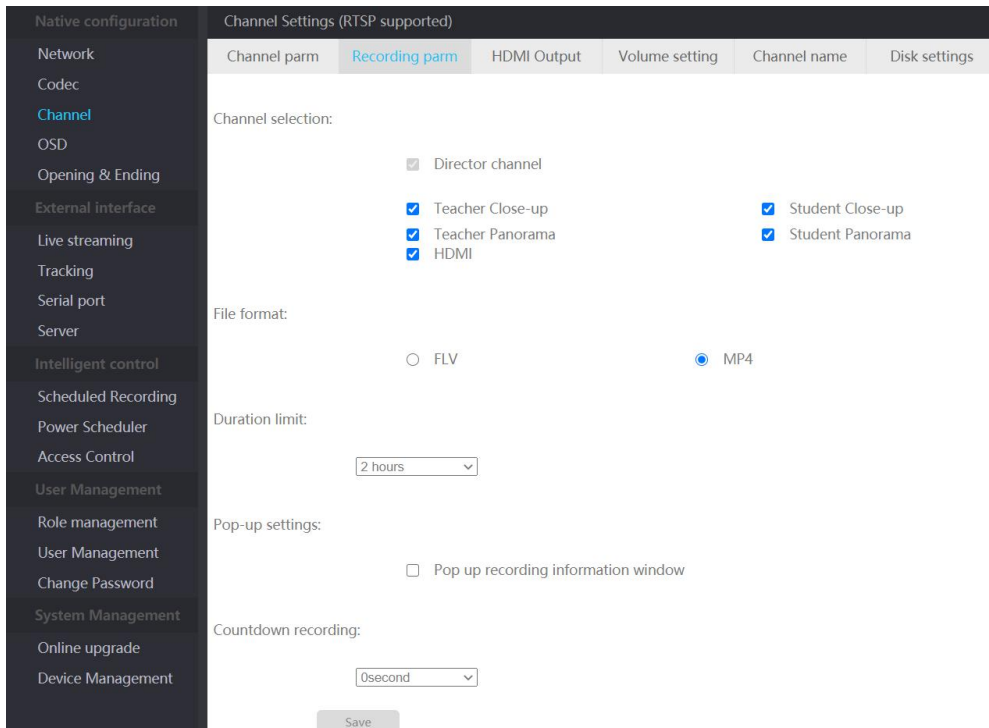 Native configuration
Network
Codec
Channel
OSD
Opening & Ending
External interface
Live streaming
Tracking
Serial port
Server
Intelligent control
Scheduled Recording
Power Scheduler
Access Control
User Management
Role management
User Management
Change Password
System Management
Online upgrade
Device Management
Channel Settings (RTSP supported)
Channel parm Recording parm HDMI Output Volume setting Channel name Disk settings
Channel selection:
Director channel
Teacher Close-up Student Close-up
Teacher Panorama Student Panorama
HDMI
File format:
FLV MP4
Duration limit:
2 hours
Pop-up settings:
Pop up recording information window
Countdown recording:
0second
Save